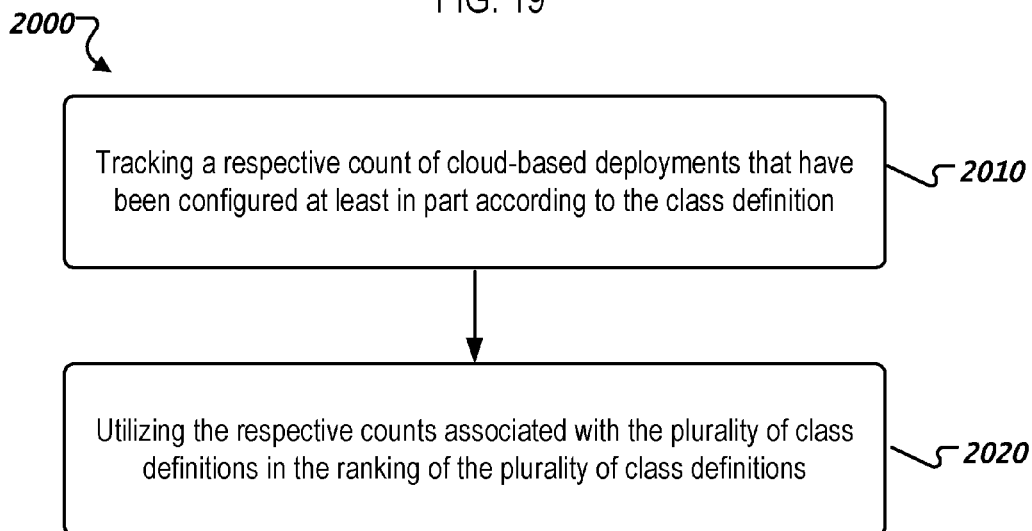 FIG. 19
2000
Tracking a respective count of cloud-based deployments that have
been configured at least in part according to the class definition
2010
Utilizing the respective counts associated with the plurality of class
definitions in the ranking of the plurality of class definitions
2020